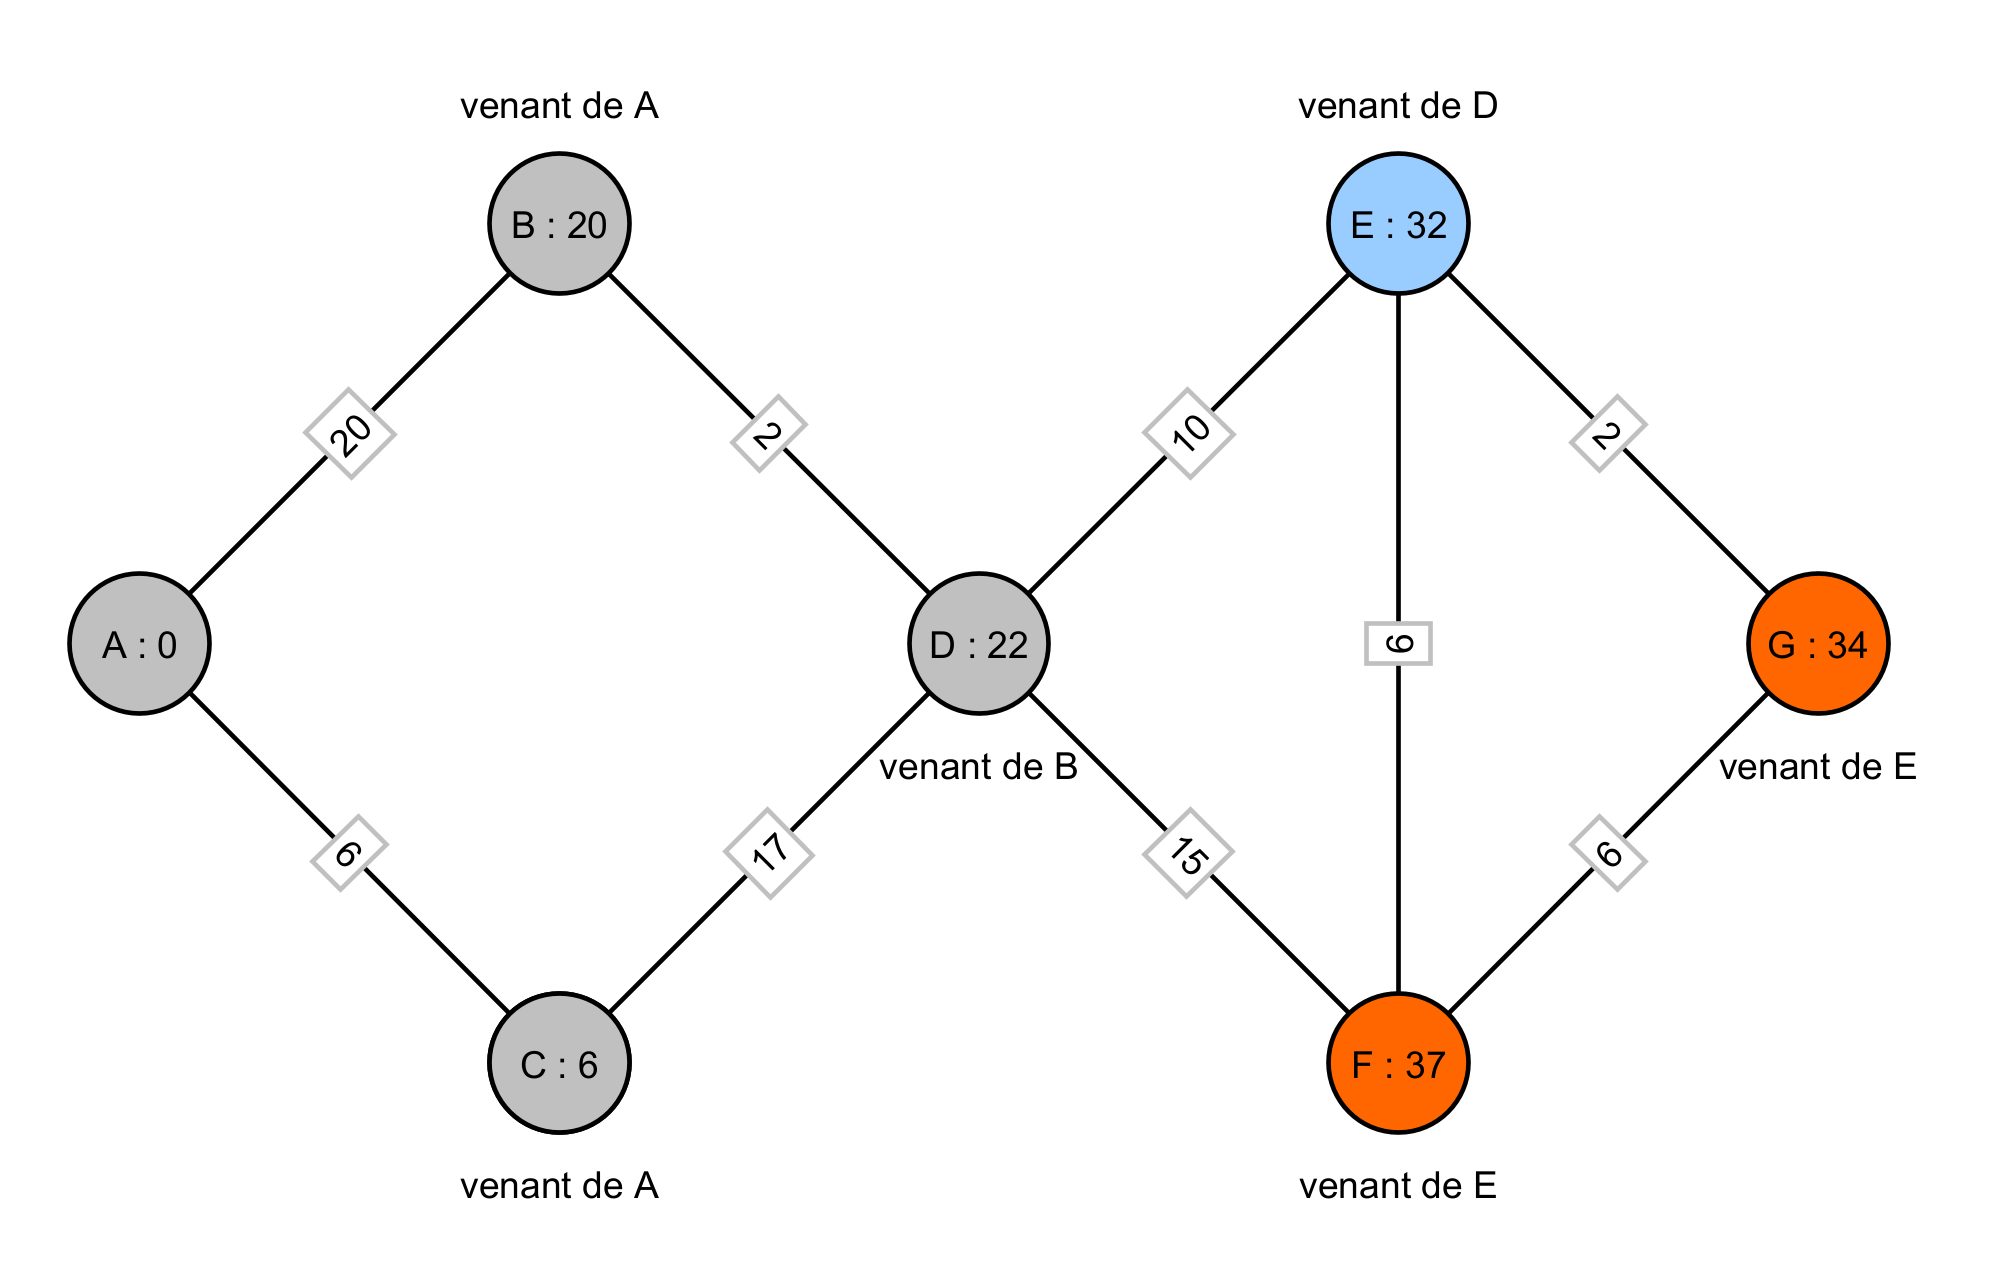 venant de A
venant de D
B : 20
E : 32
20
2
10
2
A : 0
D : 22
6
G : 34
venant de B
venant de E
6
17
15
6
C : 6
F : 37
venant de A
venant de E